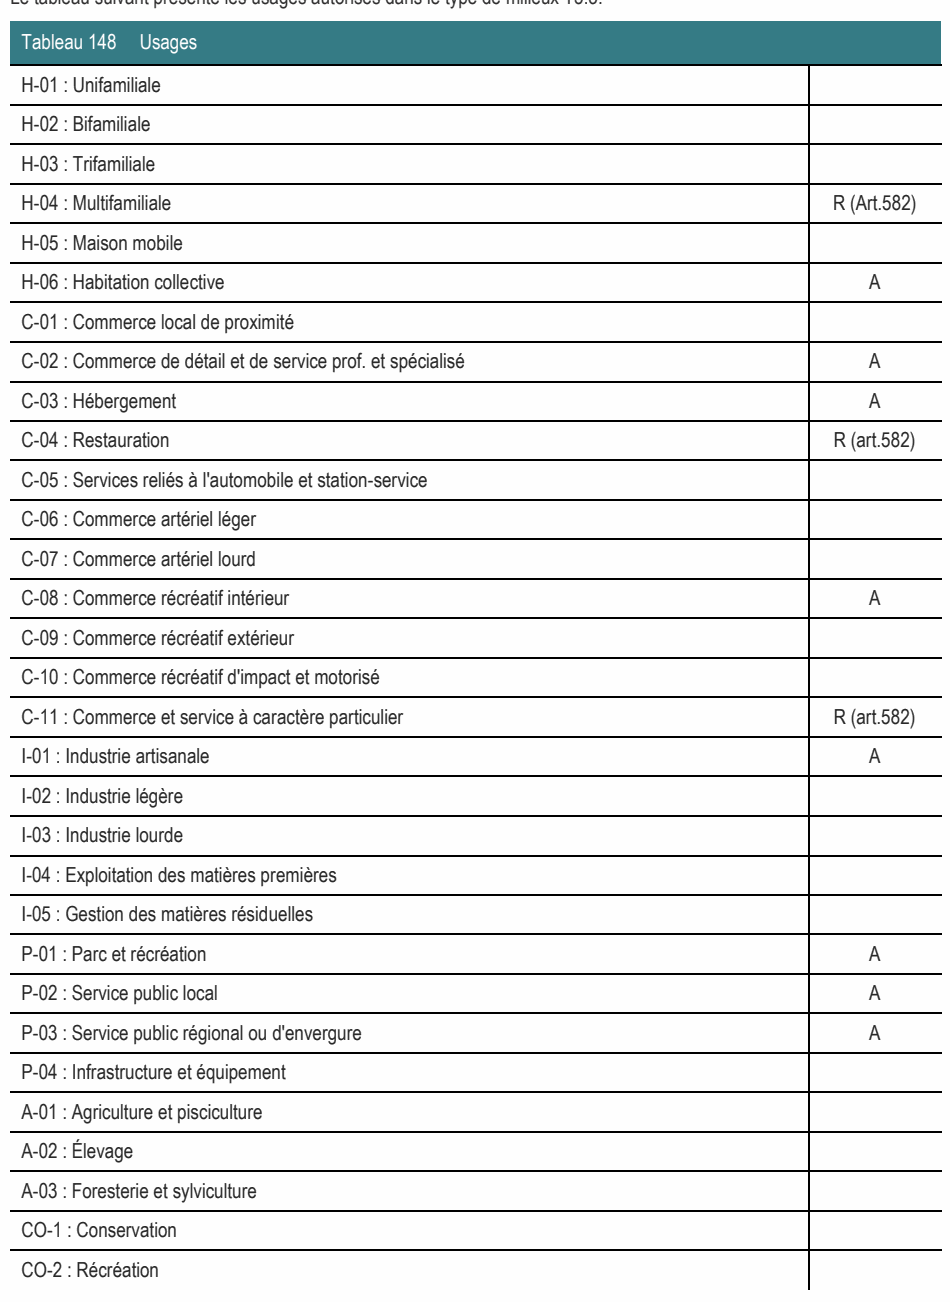 Le tableau suivant présente les usages autorisés dans le type de milieux
Tableau 148 Usages
H-01 : Unifamiliale
H-02 : Bifamiliale
H-03 : Trifamiliale
H-04 : Multifamiliale R (Art.582)
H-05 : Maison mobile
H-06 : Habitation collective A
C-01 : Commerce local de proximité
C-02 : Commerce de détail et de service prof. et spécialisé A
C-03 : Hébergement A
C-04 : Restauration R (art.582)
C-05 : Services reliés à l'automobile et station-service
C-06 : Commerce artériel léger
C-07 : Commerce artériel lourd
C-08 : Commerce récréatif intérieur A
C-09 : Commerce récréatif extérieur
C-10 : Commerce récréatif d'impact et motorisé
C-11 : Commerce et service à caractère particulier R (art.582)
I-01 : Industrie artisanale A
I-02 : Industrie légère
I-03 : Industrie lourde
I-04 : Exploitation des matières premières
I-05 : Gestion des matières résiduelles
P-01 : Parc et récréation A
P-02 : Service public local A
P-03 : Service public régional ou d'envergure A
P-04 : Infrastructure et équipement
A-01 : Agriculture et pisciculture
A-02 : Élevage
A-03 : Foresterie et sylviculture
CO-1 : Conservation
CO-2 : Récréation